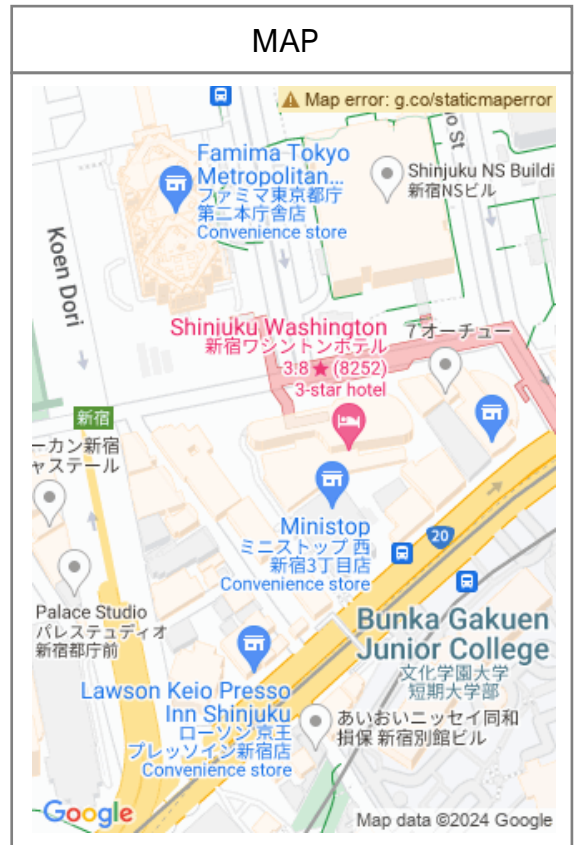 MAP
Map error: g.co/staticmaperror
Famima Tokyo
Metropolitan...
ファミマ東京都庁
第二本庁舎店
Convenience store
Shinjuku NS Buildi
新宿NSビル
o St
Koen Dori
Shinjuku Washington
新宿ワシントンホテル
3.8★(8252)
3-star hotel
7オーチュー
新宿
ーカン新宿
ャステール
Ministop
ミニストップ 西
新宿3丁目店
Convenience store
20
Palace Studio
パレステュディオ
新宿都庁前
Bunka Gakuen
Junior College
文化学園大学
短期大学部
Lawson Keio Presso
Inn Shinjuku
ローソン 京王
プレッソイン新宿店
Convenience store
あいおいニッセイ同和
損保 新宿別館ビル
Google
Map data ©2024 Google